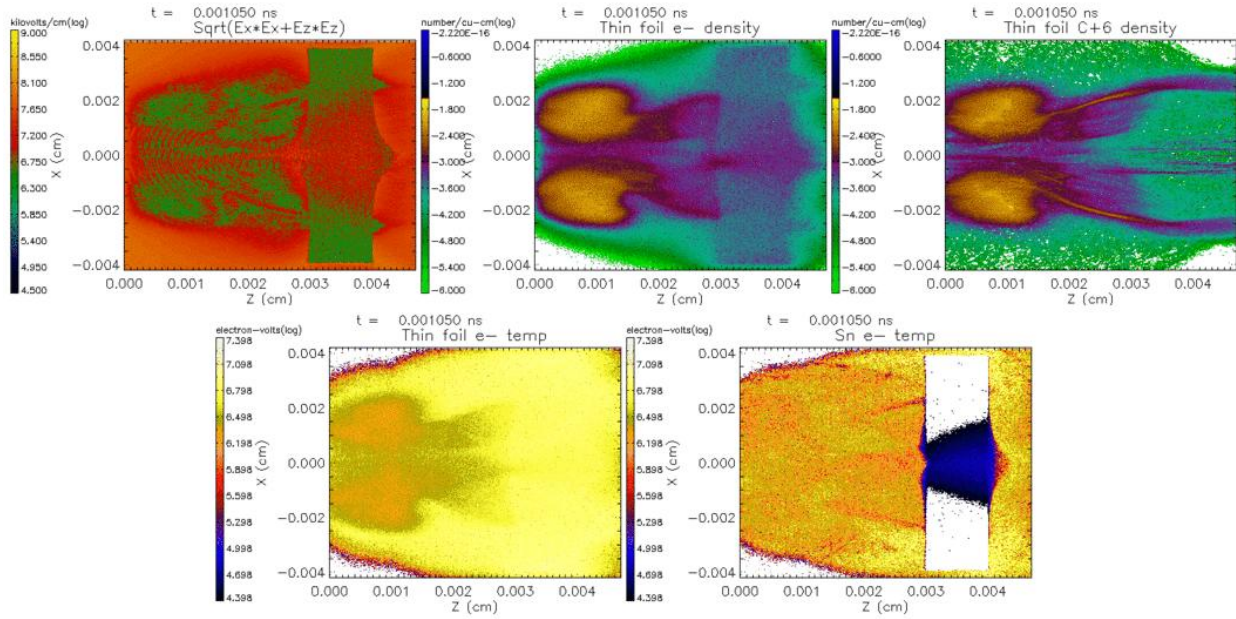 t = 0.001050 ns
kilovolts/cm(log)
Sqrt(Ex*Ex+Ez*Ez)
9.000
8.550
8.100
7.650
7.200
6.750
6.300
5.850
5.400
4.950
4.500
X (cm)
0.004
0.002
0.000
-0.002
-0.004
0.000 0.001 0.002 0.003 0.004
Z (cm)
t = 0.001050 ns
number/cu-cm(log)
Thin foil e- density
-2.220E-16
-0.6000
-1.200
-1.800
-2.400
-3.000
-3.600
-4.200
-4.800
-5.400
-6.000
X (cm)
0.004
0.002
0.000
-0.002
-0.004
0.000 0.001 0.002 0.003 0.004
Z (cm)
t = 0.001050 ns
number/cu-cm(log)
Thin foil C+6 density
-2.220E-16
-0.6000
-1.200
-1.800
-2.400
-3.000
-3.600
-4.200
-4.800
-5.400
-6.000
X (cm)
0.004
0.002
0.000
-0.002
-0.004
0.000 0.001 0.002 0.003 0.004
Z (cm)
t = 0.001050 ns
electron-volts(log)
Thin foil e- temp
7.398
7.098
6.798
6.498
6.198
5.898
5.598
5.298
4.998
4.698
4.398
X (cm)
0.004
0.002
0.000
-0.002
-0.004
0.000 0.001 0.002 0.003 0.004
Z (cm)
t = 0.001050 ns
electron-volts(log)
Sn e- temp
7.398
7.098
6.798
6.498
6.198
5.898
5.598
5.298
4.998
4.698
4.398
X (cm)
0.004
0.002
0.000
-0.002
-0.004
0.000 0.001 0.002 0.003 0.004
Z (cm)